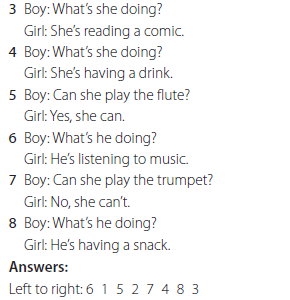 3 Boy: What's she doing?
Girl: She's reading a comic.
4 Boy: What's she doing?
Girl: She's having a drink.
5 Boy: Can she play the flute?
Girl: Yes, she can.
6 Boy: What's he doing?
Girl: He's listening to music.
7 Boy: Can she play the trumpet?
Girl: No, she can't.
8 Boy: What's he doing?
Girl: He's having a snack.
Answers:
Left to right: 6 1 5 2 7 4 8 3